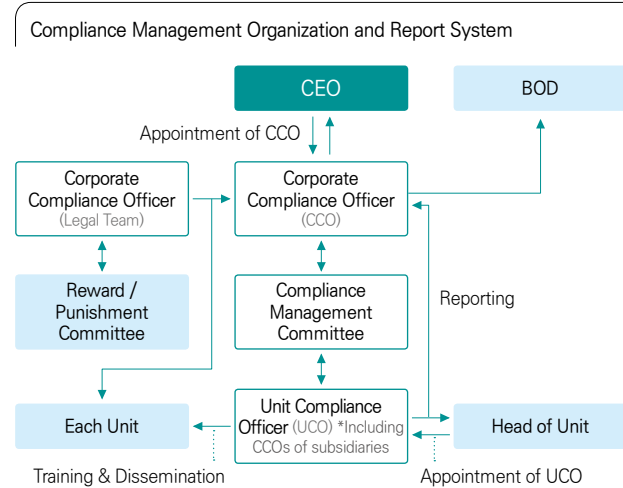 Compliance Management Organization and Report System
CEO
BOD
Appointment of CCO
Corporate
Compliance Officer
(Legal Team)
Corporate
Compliance Officer
(CCO)
Reward /
Punishment
Committee
Compliance
Management
Committee
Reporting
Each Unit
Unit Compliance
Officer (UCO) *Including
CCOs of subsidiaries
Head of Unit
Training & Dissemination
Appointment of UCO